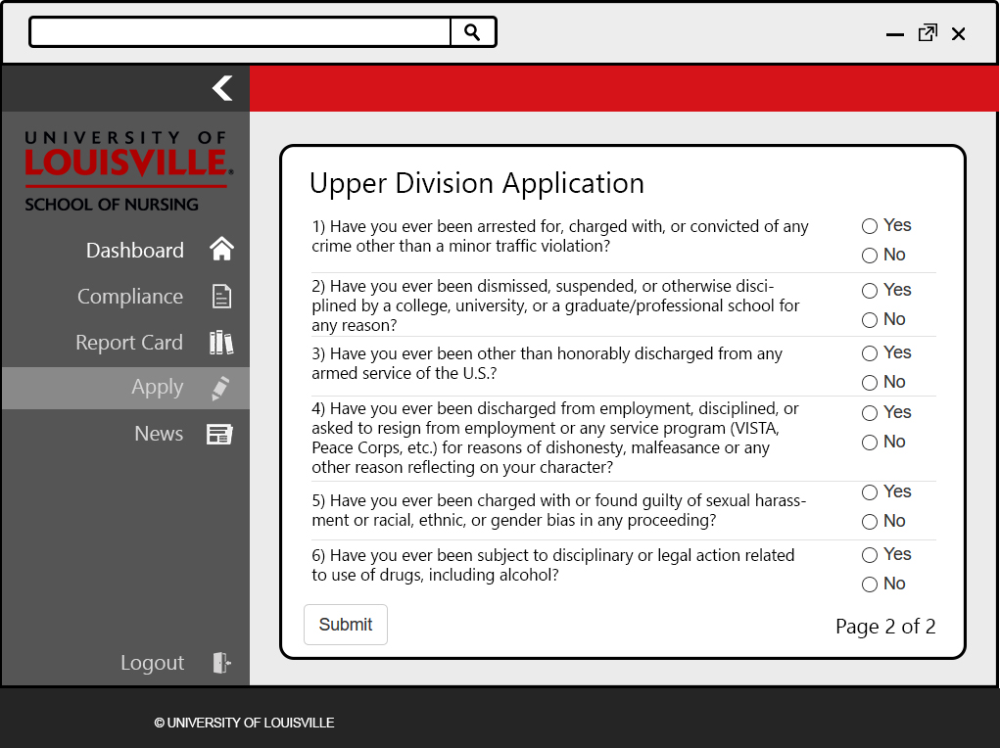 UNIVERSITY OF
LOUISVILLE.
SCHOOL OF NURSING
Dashboard
Compliance
Report Card
Apply
News
Logout
Upper Division Application
1) Have you ever been arrested for, charged with, or convicted of any
crime other than a minor traffic violation?
Yes
No
2) Have you ever been dismissed, suspended, or otherwise disci-
plined by a college, university, or a graduate/professional school for
any reason?
Yes
No
3) Have you ever been other than honorably discharged from any
armed service of the U.S.?
Yes
No
4) Have you ever been discharged from employment, disciplined, or
asked to resign from employment or any service program (VISTA,
Peace Corps, etc.) for reasons of dishonesty, malfeasance or any
other reason reflecting on your character?
Yes
No
5) Have you ever been charged with or found guilty of sexual harass-
ment or racial, ethnic, or gender bias in any proceeding?
Yes
No
6) Have you ever been subject to disciplinary or legal action related
to use of drugs, including alcohol?
Yes
No
Submit
Page 2 of 2
© UNIVERSITY OF LOUISVILLE